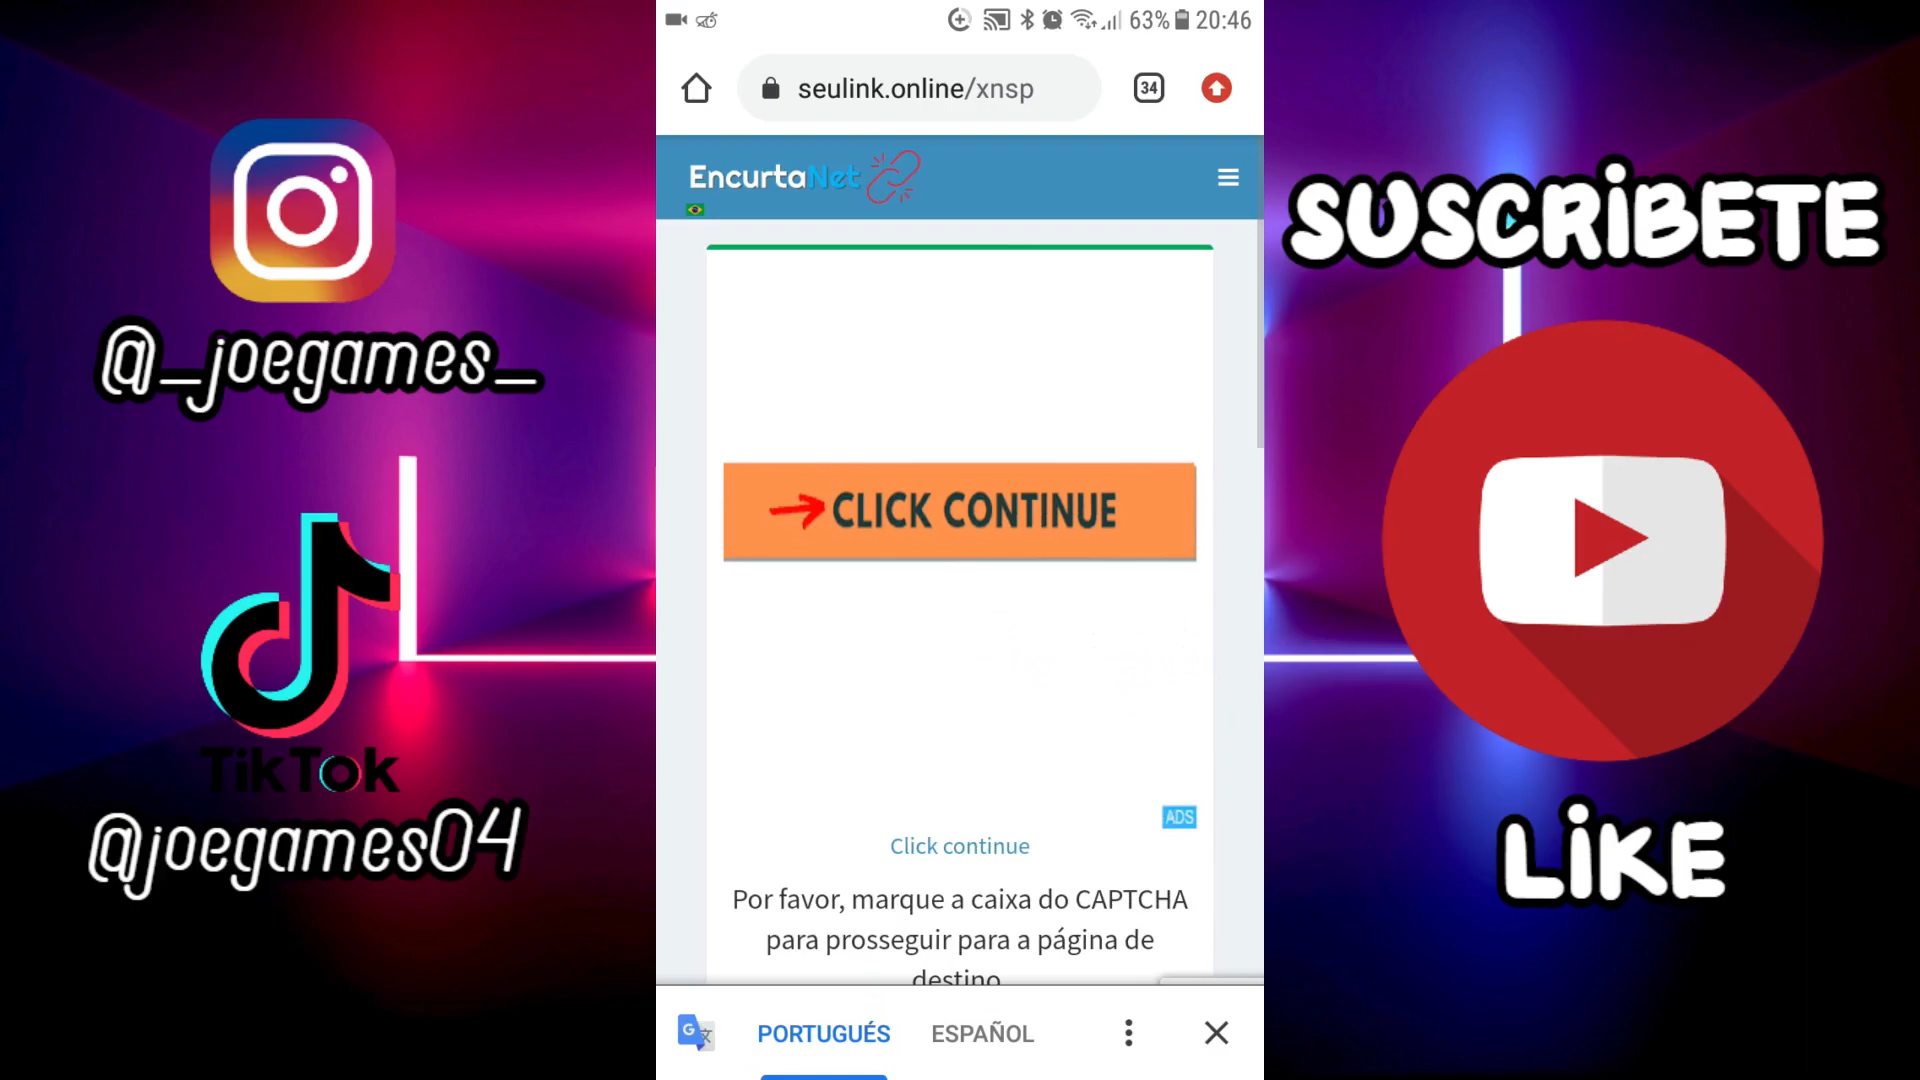 63% 20:46
seulink.online/xnsp
34
EncurtaNet
CLICK CONTINUE
ADS
Click continue
Por favor, marque a caixa do CAPTCHA
para prosseguir para a página de
destino
PORTUGUÉS ESPAÑOL
@_joegames_
TikTok
@joegames04
SUSCRiBETE
LiKE